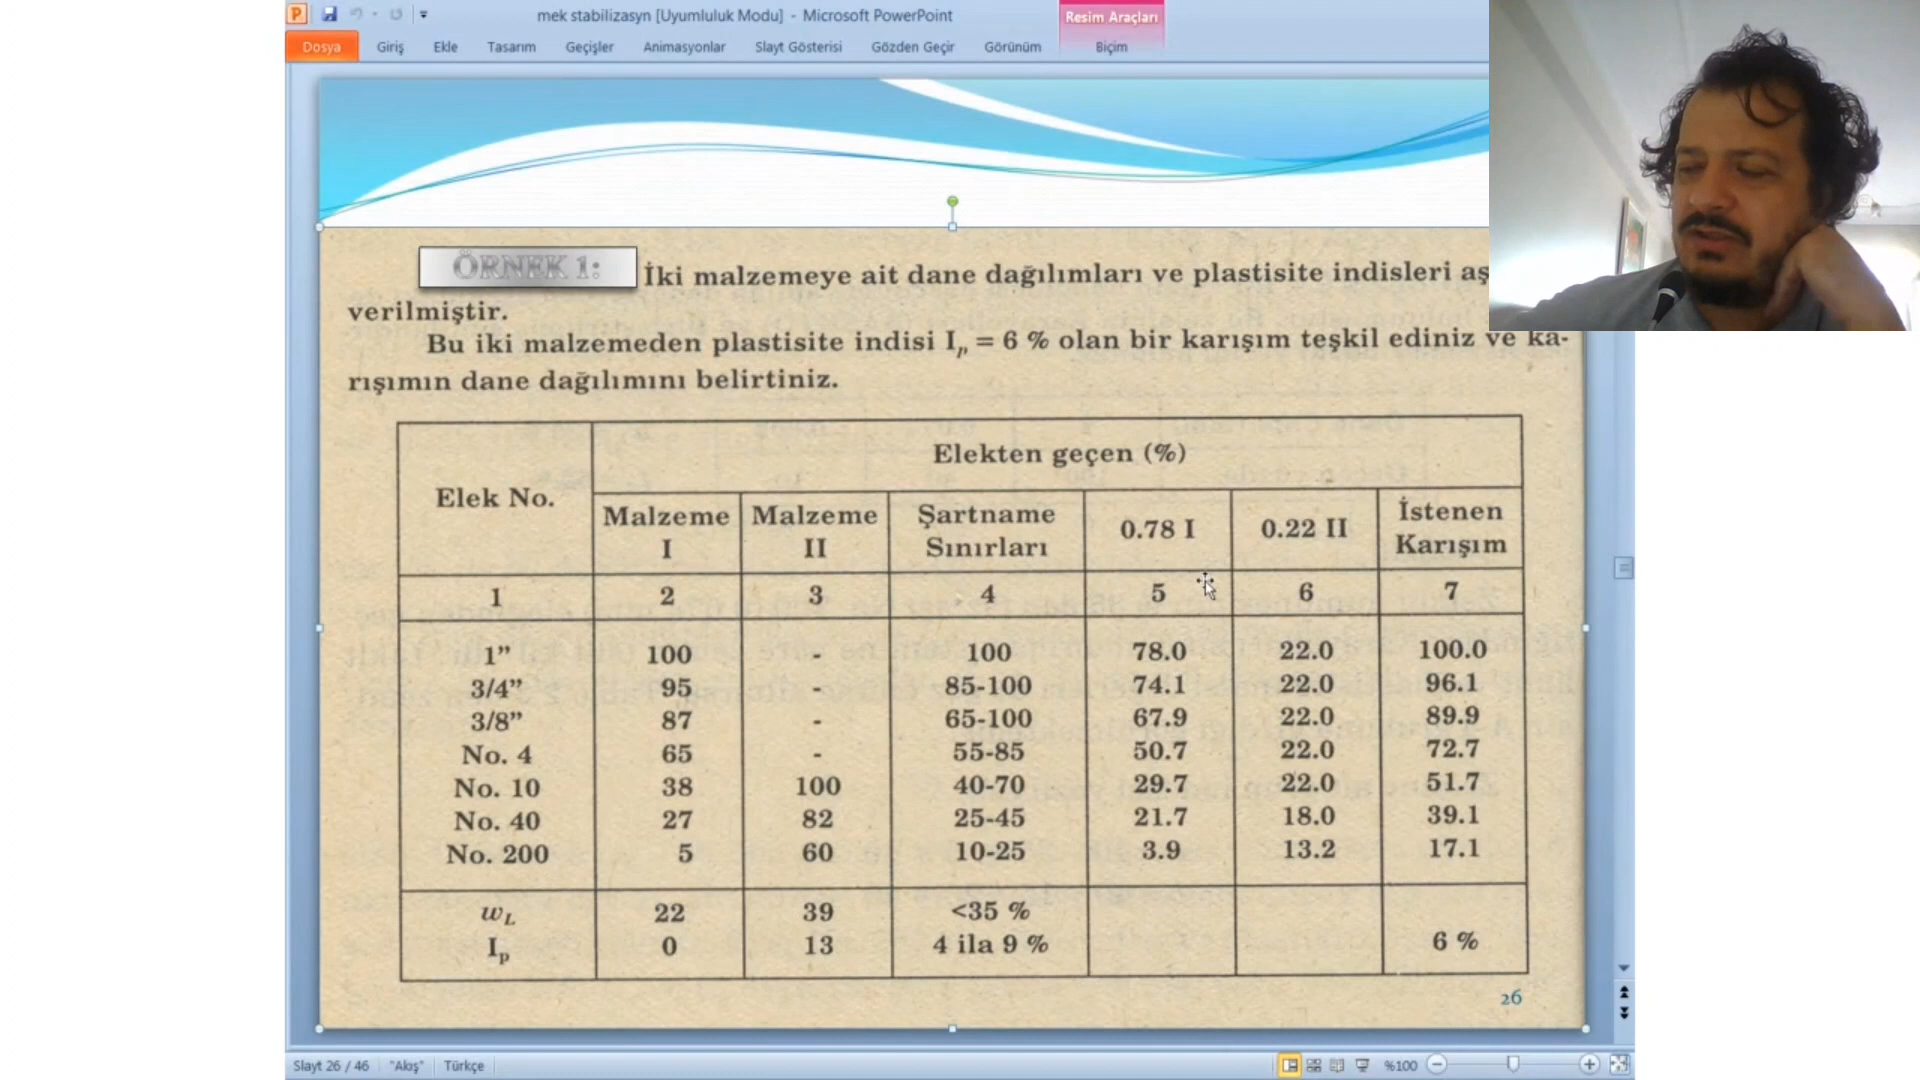 mek stabilizasyn [Uyumluluk Modu] - Microsoft PowerPoint
Resim Araçları
Dosya Giriş Ekle Tasarım Geçişler Animasyonlar Slayt Gösterisi Gözden Geçir Görünüm Biçim
ÖRNEK 1: İki malzemeye ait dane dağılımları ve plastisite indisleri aş
verilmiştir.
Bu iki malzemeden plastisite indisi Ip = 6 % olan bir karışım teşkil ediniz ve ka-
rışımın dane dağılımını belirtiniz.
Elekten geçen (%)
Elek No.
Malzeme I Malzeme II Şartname Sınırları 0.78 I 0.22 II İstenen Karışım
1 2 3 4 5 6 7
1” 100 - 100 78.0 22.0 100.0
3/4” 95 - 85-100 74.1 22.0 96.1
3/8” 87 - 65-100 67.9 22.0 89.9
No. 4 65 - 55-85 50.7 22.0 72.7
No. 10 38 100 40-70 29.7 22.0 51.7
No. 40 27 82 25-45 21.7 18.0 39.1
No. 200 5 60 10-25 3.9 13.2 17.1
wL 22 39 <35 %
Ip 0 13 4 ila 9 % 6 %
26
Slayt 26 / 46 "Akış" Türkçe %100